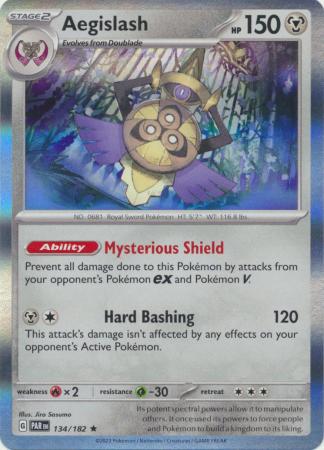 STAGE2
Aegislash
HP 150
Evolves from Doublade
NO. 0681 Royal Sword Pokémon HT: 5'7" WT: 116.8 lbs.
Ability Mysterious Shield
Prevent all damage done to this Pokémon by attacks from
your opponent's Pokémon ex and Pokémon V.
Hard Bashing 120
This attack's damage isn't affected by any effects on your
opponent's Active Pokémon.
weakness ×2 resistance -30 retreat
Illus. Jiro Sasumo
G PAR EN 134/182 ★
Its potent spectral powers allow it to manipulate
others. It once used its powers to force people
and Pokémon to build a kingdom to its liking.
©2023 Pokémon / Nintendo / Creatures / GAME FREAK